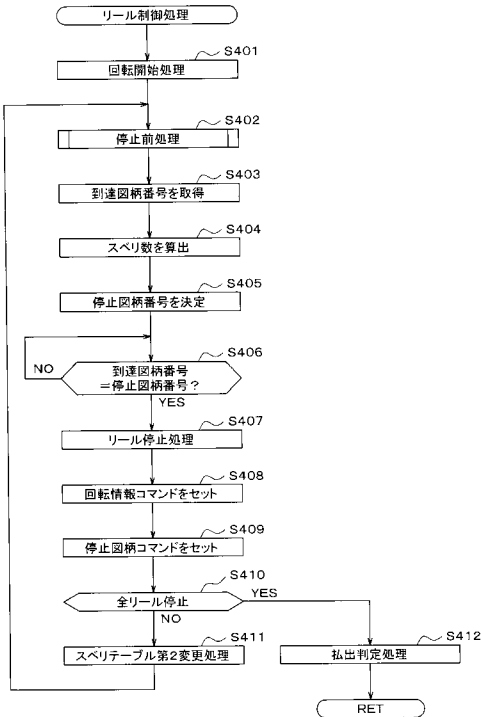 リール制御処理
S401
回転開始処理
S402
停止前処理
S403
到達図柄番号を取得
S404
スベリ数を算出
S405
停止図柄番号を決定
S406
到達図柄番号
=停止図柄番号?
NO
YES
S407
リール停止処理
S408
回転情報コマンドをセット
S409
停止図柄コマンドをセット
S410
全リール停止
YES
NO
S411
スベリテーブル第2変更処理
S412
払出判定処理
RET